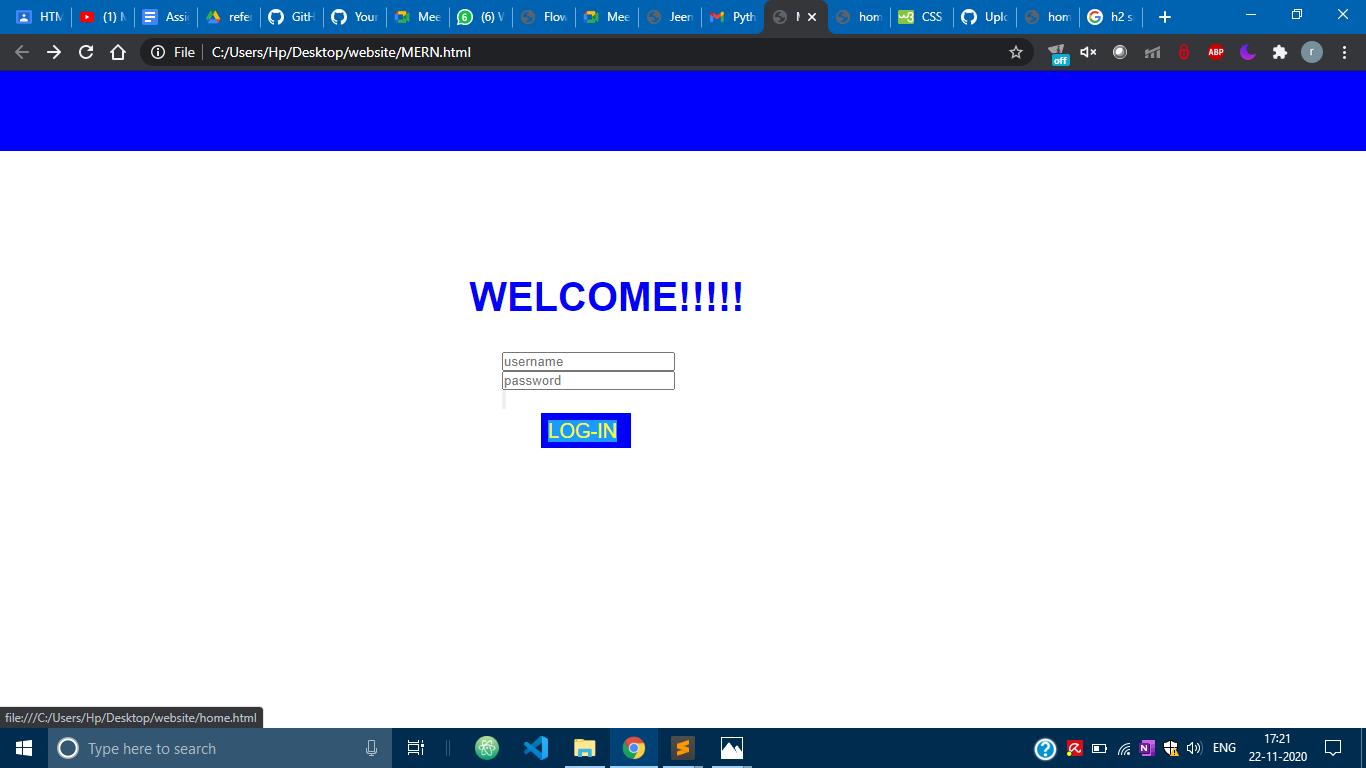 HTM (1) M Assi refer GitH Your Mee (6) W Flow Mee Jeen Pyth hom CSS Uplo hom h2 s
File C:/Users/Hp/Desktop/website/MERN.html
off ABP r
WELCOME!!!!!
username
password
LOG-IN
file:///C:/Users/Hp/Desktop/website/home.html
Type here to search
ENG
17:21
22-11-2020